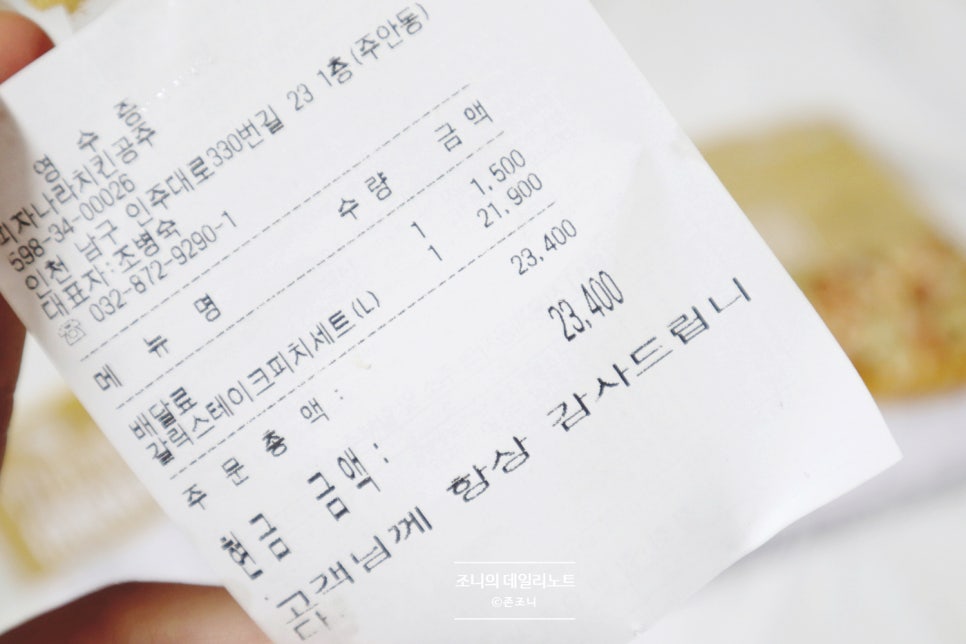 영 수 증
피자나라치킨공주
598-34-00026
인천 남구 인주대로330번길 23 1층(주안동)
대표자:조병숙
☏ 032-872-9290-1
메 뉴 명 수 량 금 액
배달료 1 1,500
갈릭스테이크피치세트(L) 1 21,900
주 문 총 액 : 23,400
현금 금액: 23,400
고객님께 항상 감사드립니
다.
조니의 데일리노트
©존조니